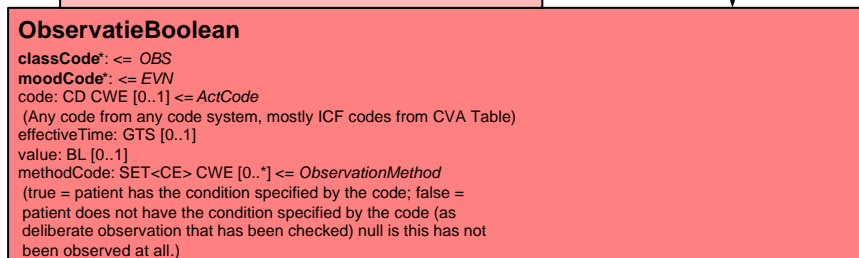 ObservatieBoolean
classCode*: <= OBS
moodCode*: <= EVN
code: CD CWE [0..1] <= ActCode
(Any code from any code system, mostly ICF codes from CVA Table)
effectiveTime: GTS [0..1]
value: BL [0..1]
methodCode: SET<CE> CWE [0..*] <= ObservationMethod
(true = patient has the condition specified by the code; false =
patient does not have the condition specified by the code (as
deliberate observation that has been checked) null is this has not
been observed at all.)